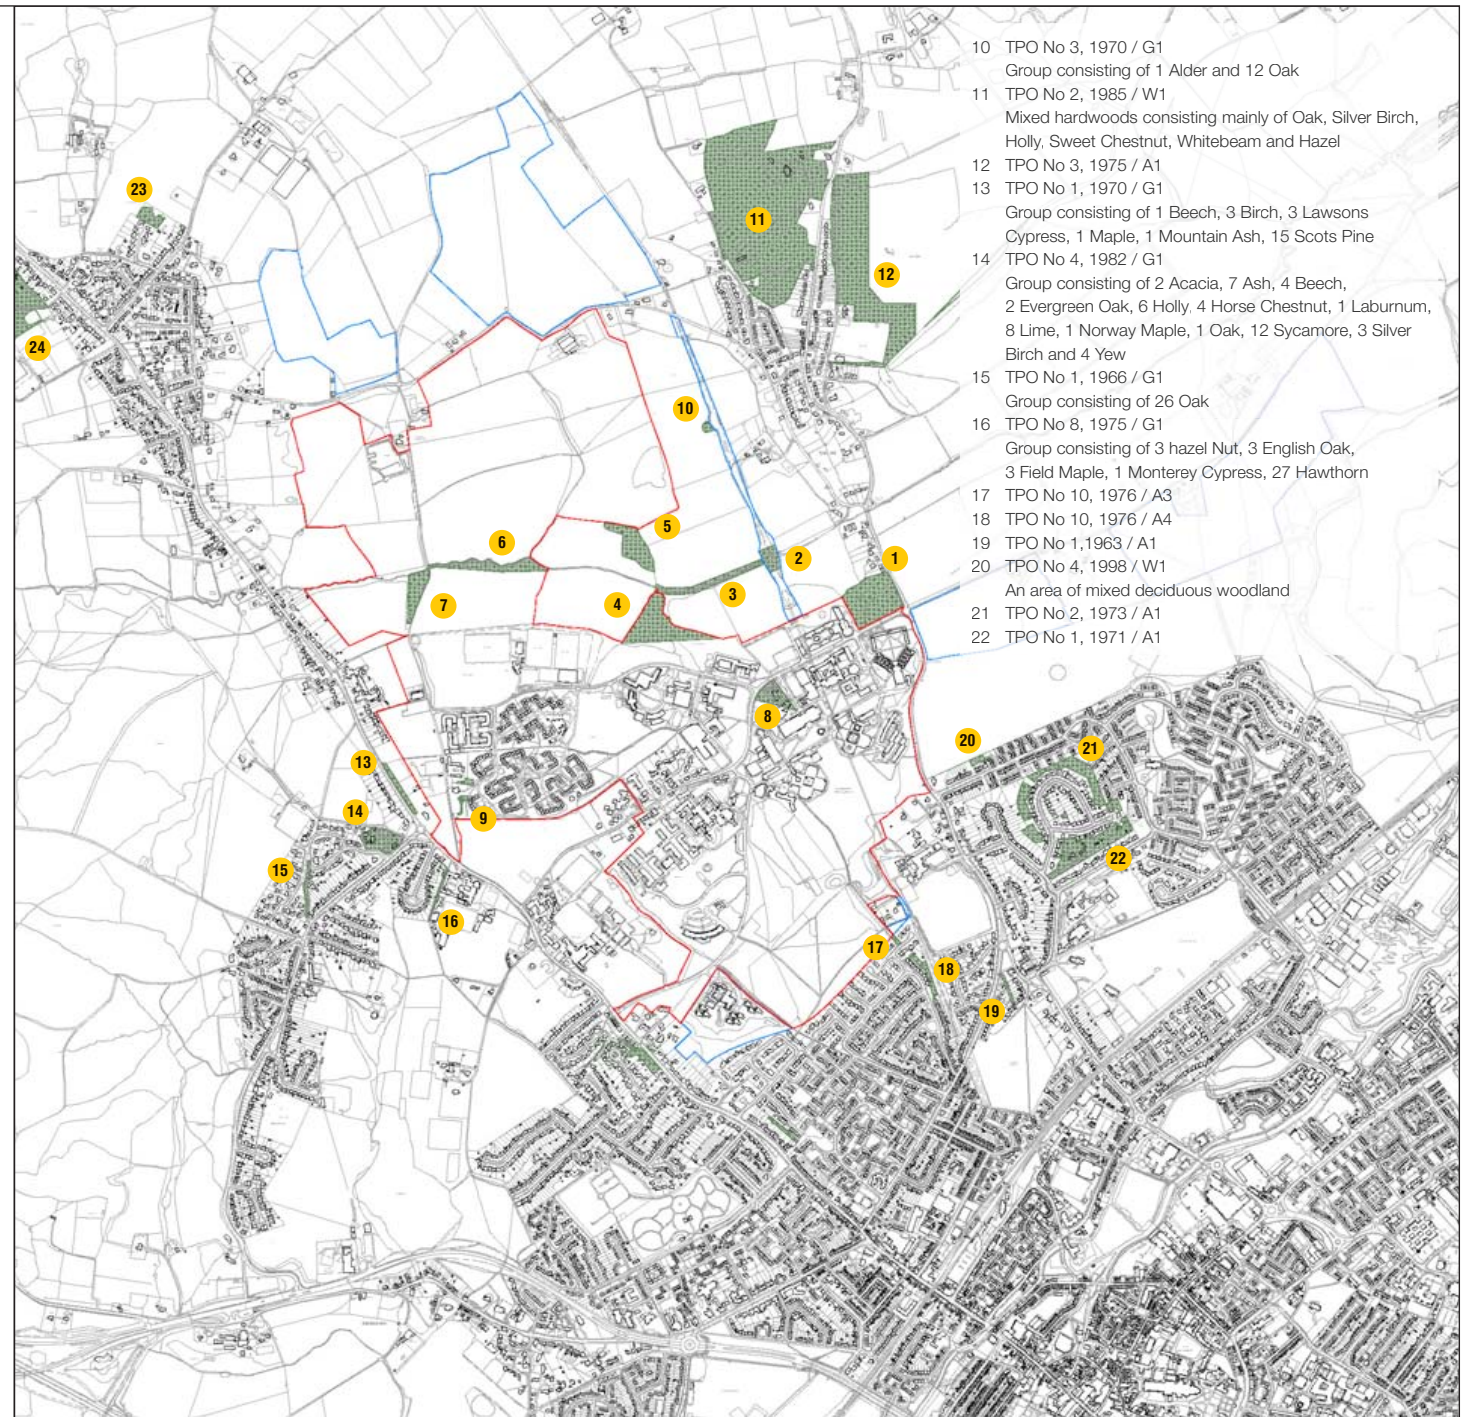 10 TPO No 3, 1970 / G1
Group consisting of 1 Alder and 12 Oak
11 TPO No 2, 1985 / W1
Mixed hardwoods consisting mainly of Oak, Silver Birch,
Holly, Sweet Chestnut, Whitebeam and Hazel
12 TPO No 3, 1975 / A1
13 TPO No 1, 1970 / G1
Group consisting of 1 Beech, 3 Birch, 3 Lawsons
Cypress, 1 Maple, 1 Mountain Ash, 15 Scots Pine
14 TPO No 4, 1982 / G1
Group consisting of 2 Acacia, 7 Ash, 4 Beech,
2 Evergreen Oak, 6 Holly, 4 Horse Chestnut, 1 Laburnum,
8 Lime, 1 Norway Maple, 1 Oak, 12 Sycamore, 3 Silver
Birch and 4 Yew
15 TPO No 1, 1966 / G1
Group consisting of 26 Oak
16 TPO No 8, 1975 / G1
Group consisting of 3 hazel Nut, 3 English Oak,
3 Field Maple, 1 Monterey Cypress, 27 Hawthorn
17 TPO No 10, 1976 / A3
18 TPO No 10, 1976 / A4
19 TPO No 1,1963 / A1
20 TPO No 4, 1998 / W1
An area of mixed deciduous woodland
21 TPO No 2, 1973 / A1
22 TPO No 1, 1971 / A1
23
11
12
24
10
5
6
2
1
7
4
3
8
20
21
13
14
9
22
15
16
17
18
19